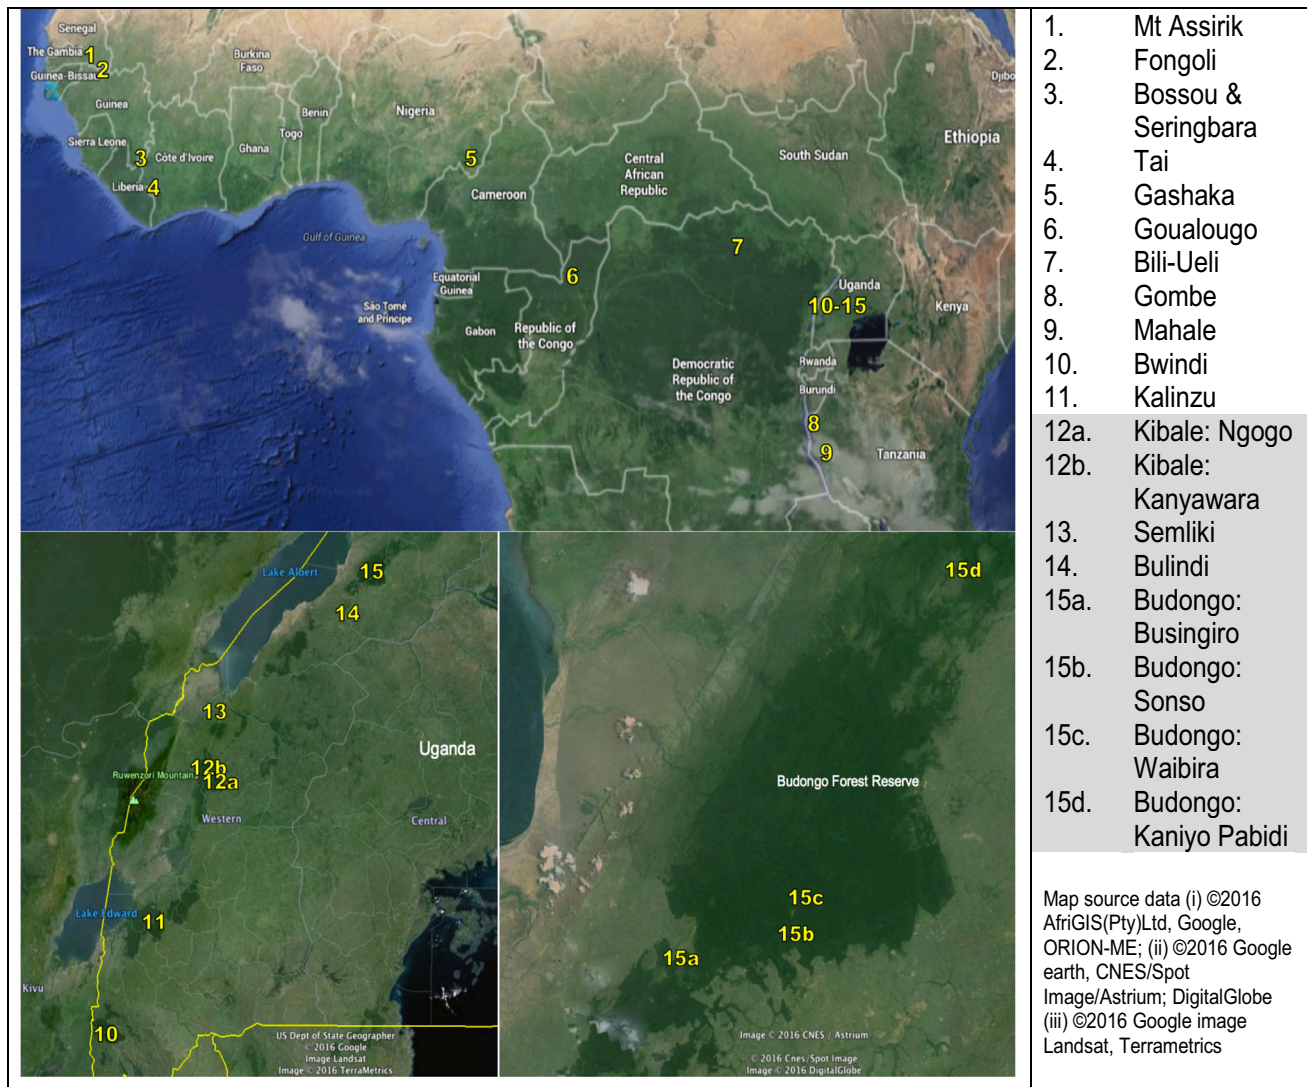 Senegal
The Gambia
1
2
Guinea-Bissau
Guinea
Sierra Leone
3
Côte d'Ivoire
Liberia
4
Burkina
Faso
Ghana
Togo
Benin
Nigeria
5
Cameroon
Central
African
Republic
South Sudan
Ethiopia
Gulf of Guinea
Equatorial
Guinea
São Tomé
and Príncipe
Gabon
6
Republic of
the Congo
7
Democratic
Republic of
the Congo
Uganda
10-15
Kenya
Rwanda
Burundi
8
9
Tanzania
Lake Albert
15
14
13
Uganda
Ruwenzori Mountain
12b
12a
Western
Central
Lake Edward
11
Kivu
10
US Dept of State Geographer
© 2016 Google
Image Landsat
Image © 2016 TerraMetrics
15d
Budongo Forest Reserve
15c
15b
15a
Image © 2016 CNES / Astrium
© 2016 Cnes/Spot Image
Image © 2016 DigitalGlobe
1. Mt Assirik
2. Fongoli
3. Bossou &
Seringbara
4. Tai
5. Gashaka
6. Goualougo
7. Bili-Ueli
8. Gombe
9. Mahale
10. Bwindi
11. Kalinzu
12a. Kibale: Ngogo
12b. Kibale:
Kanyawara
13. Semliki
14. Bulindi
15a. Budongo:
Busingiro
15b. Budongo:
Sonso
15c. Budongo:
Waibira
15d. Budongo:
Kaniyo Pabidi
Map source data (i) ©2016
AfriGIS(Pty)Ltd, Google,
ORION-ME; (ii) ©2016 Google
earth, CNES/Spot
Image/Astrium; DigitalGlobe
(iii) ©2016 Google image
Landsat, Terrametrics